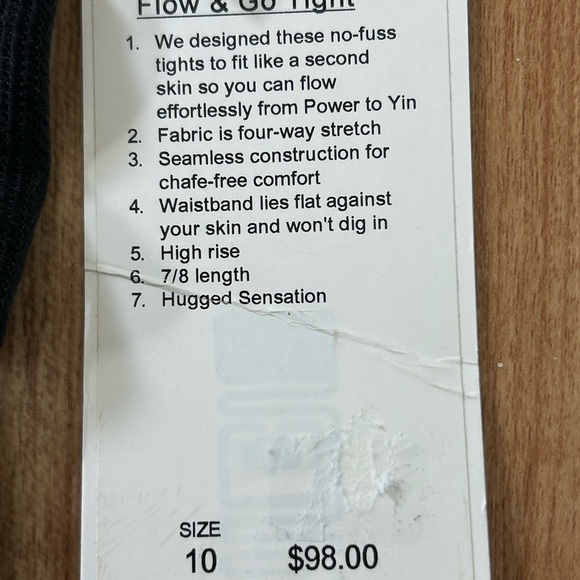 Flow & Go Tight
1. We designed these no-fuss
tights to fit like a second
skin so you can flow
effortlessly from Power to Yin
2. Fabric is four-way stretch
3. Seamless construction for
chafe-free comfort
4. Waistband lies flat against
your skin and won't dig in
5. High rise
6. 7/8 length
7. Hugged Sensation
SIZE
10 $98.00